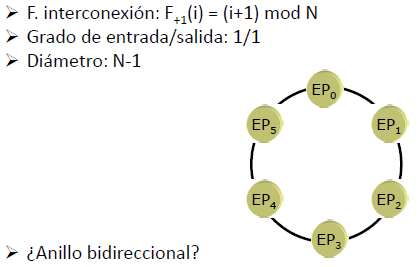 ➢ F. interconexión: F₊₁(i) = (i+1) mod N
➢ Grado de entrada/salida: 1/1
➢ Diámetro: N-1
EP₀
EP₅
EP₁
EP₄
EP₂
EP₃
➢ ¿Anillo bidireccional?